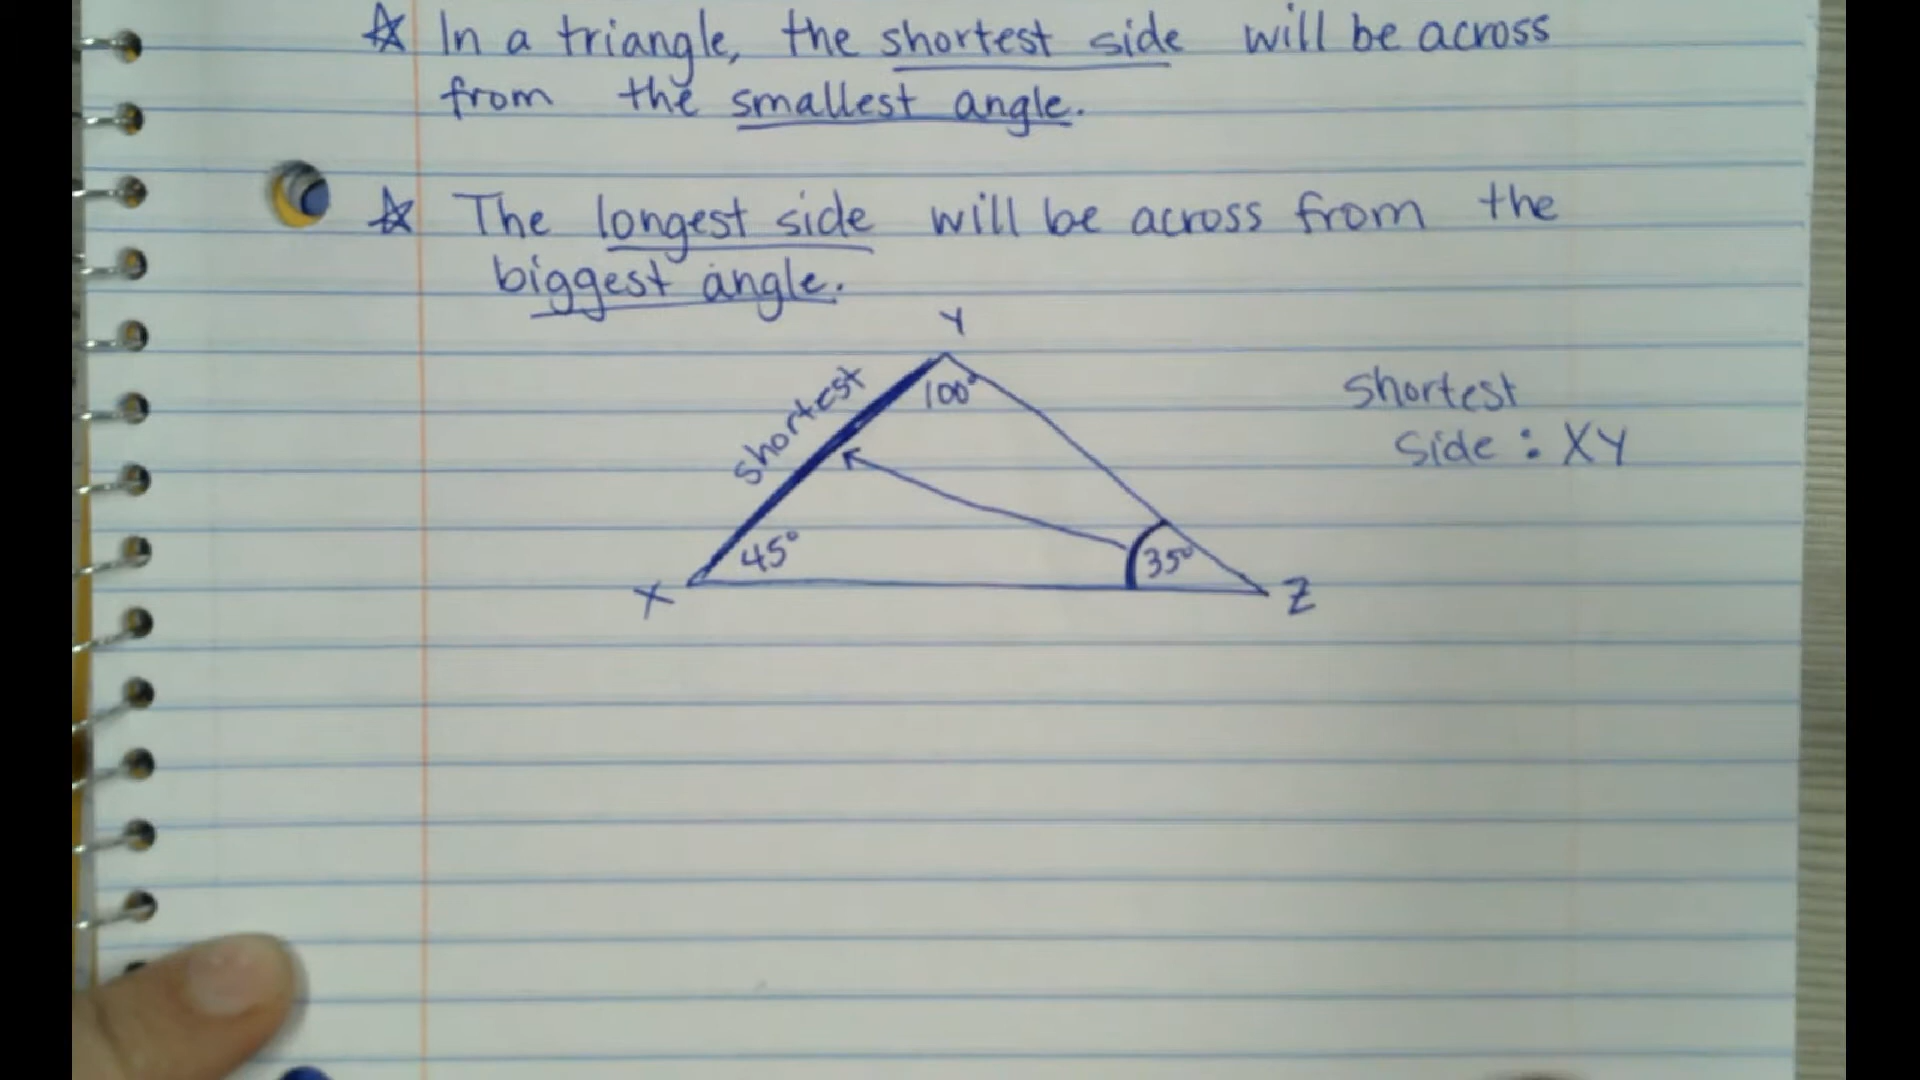 ☆ In a triangle, the shortest side will be across
from the smallest angle.
☆ The longest side will be across from the
biggest angle.
Y
shortest
100°
shortest
side : XY
45°
35°
X
Z